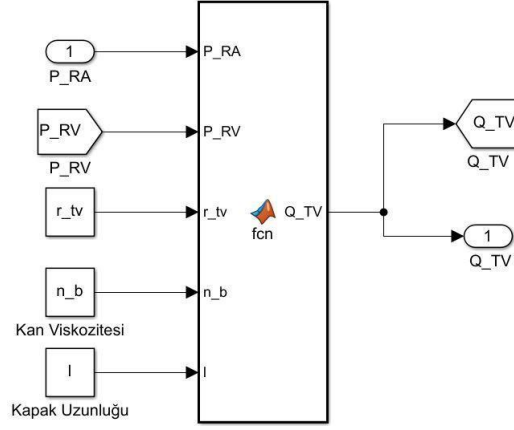 1
P_RA
P_RA
P_RV
P_RV
P_RV
r_tv
r_tv
fcn
Q_TV
n_b
Kan Viskozitesi
n_b
l
Kapak Uzunluğu
l
Q_TV
Q_TV
1
Q_TV